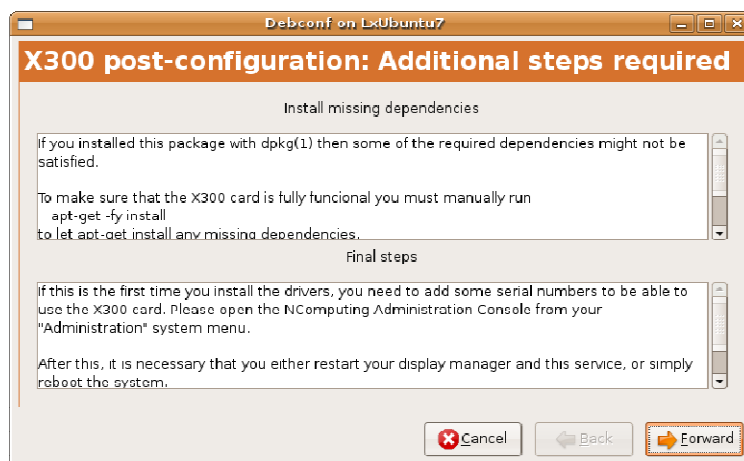 Debconf on LxUbuntu7
X300 post-configuration: Additional steps required
Install missing dependencies
If you installed this package with dpkg(1) then some of the required dependencies might not be
satisfied.
To make sure that the X300 card is fully funcional you must manually run
apt-get -fy install
to let apt-get install any missing dependencies.
Final steps
If this is the first time you install the drivers, you need to add some serial numbers to be able to
use the X300 card. Please open the NComputing Administration Console from your
"Administration" system menu.
After this, it is necessary that you either restart your display manager and this service, or simply
reboot the system.
Cancel
Back
Forward